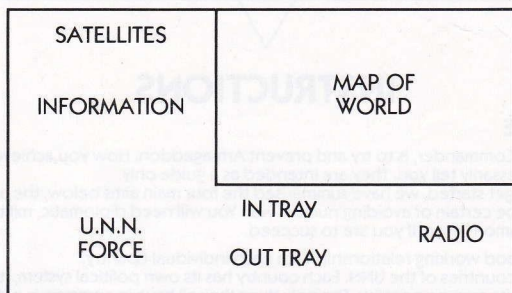 SATELLITES
INFORMATION
MAP OF
WORLD
U.N.N.
FORCE
IN TRAY
OUT TRAY
RADIO